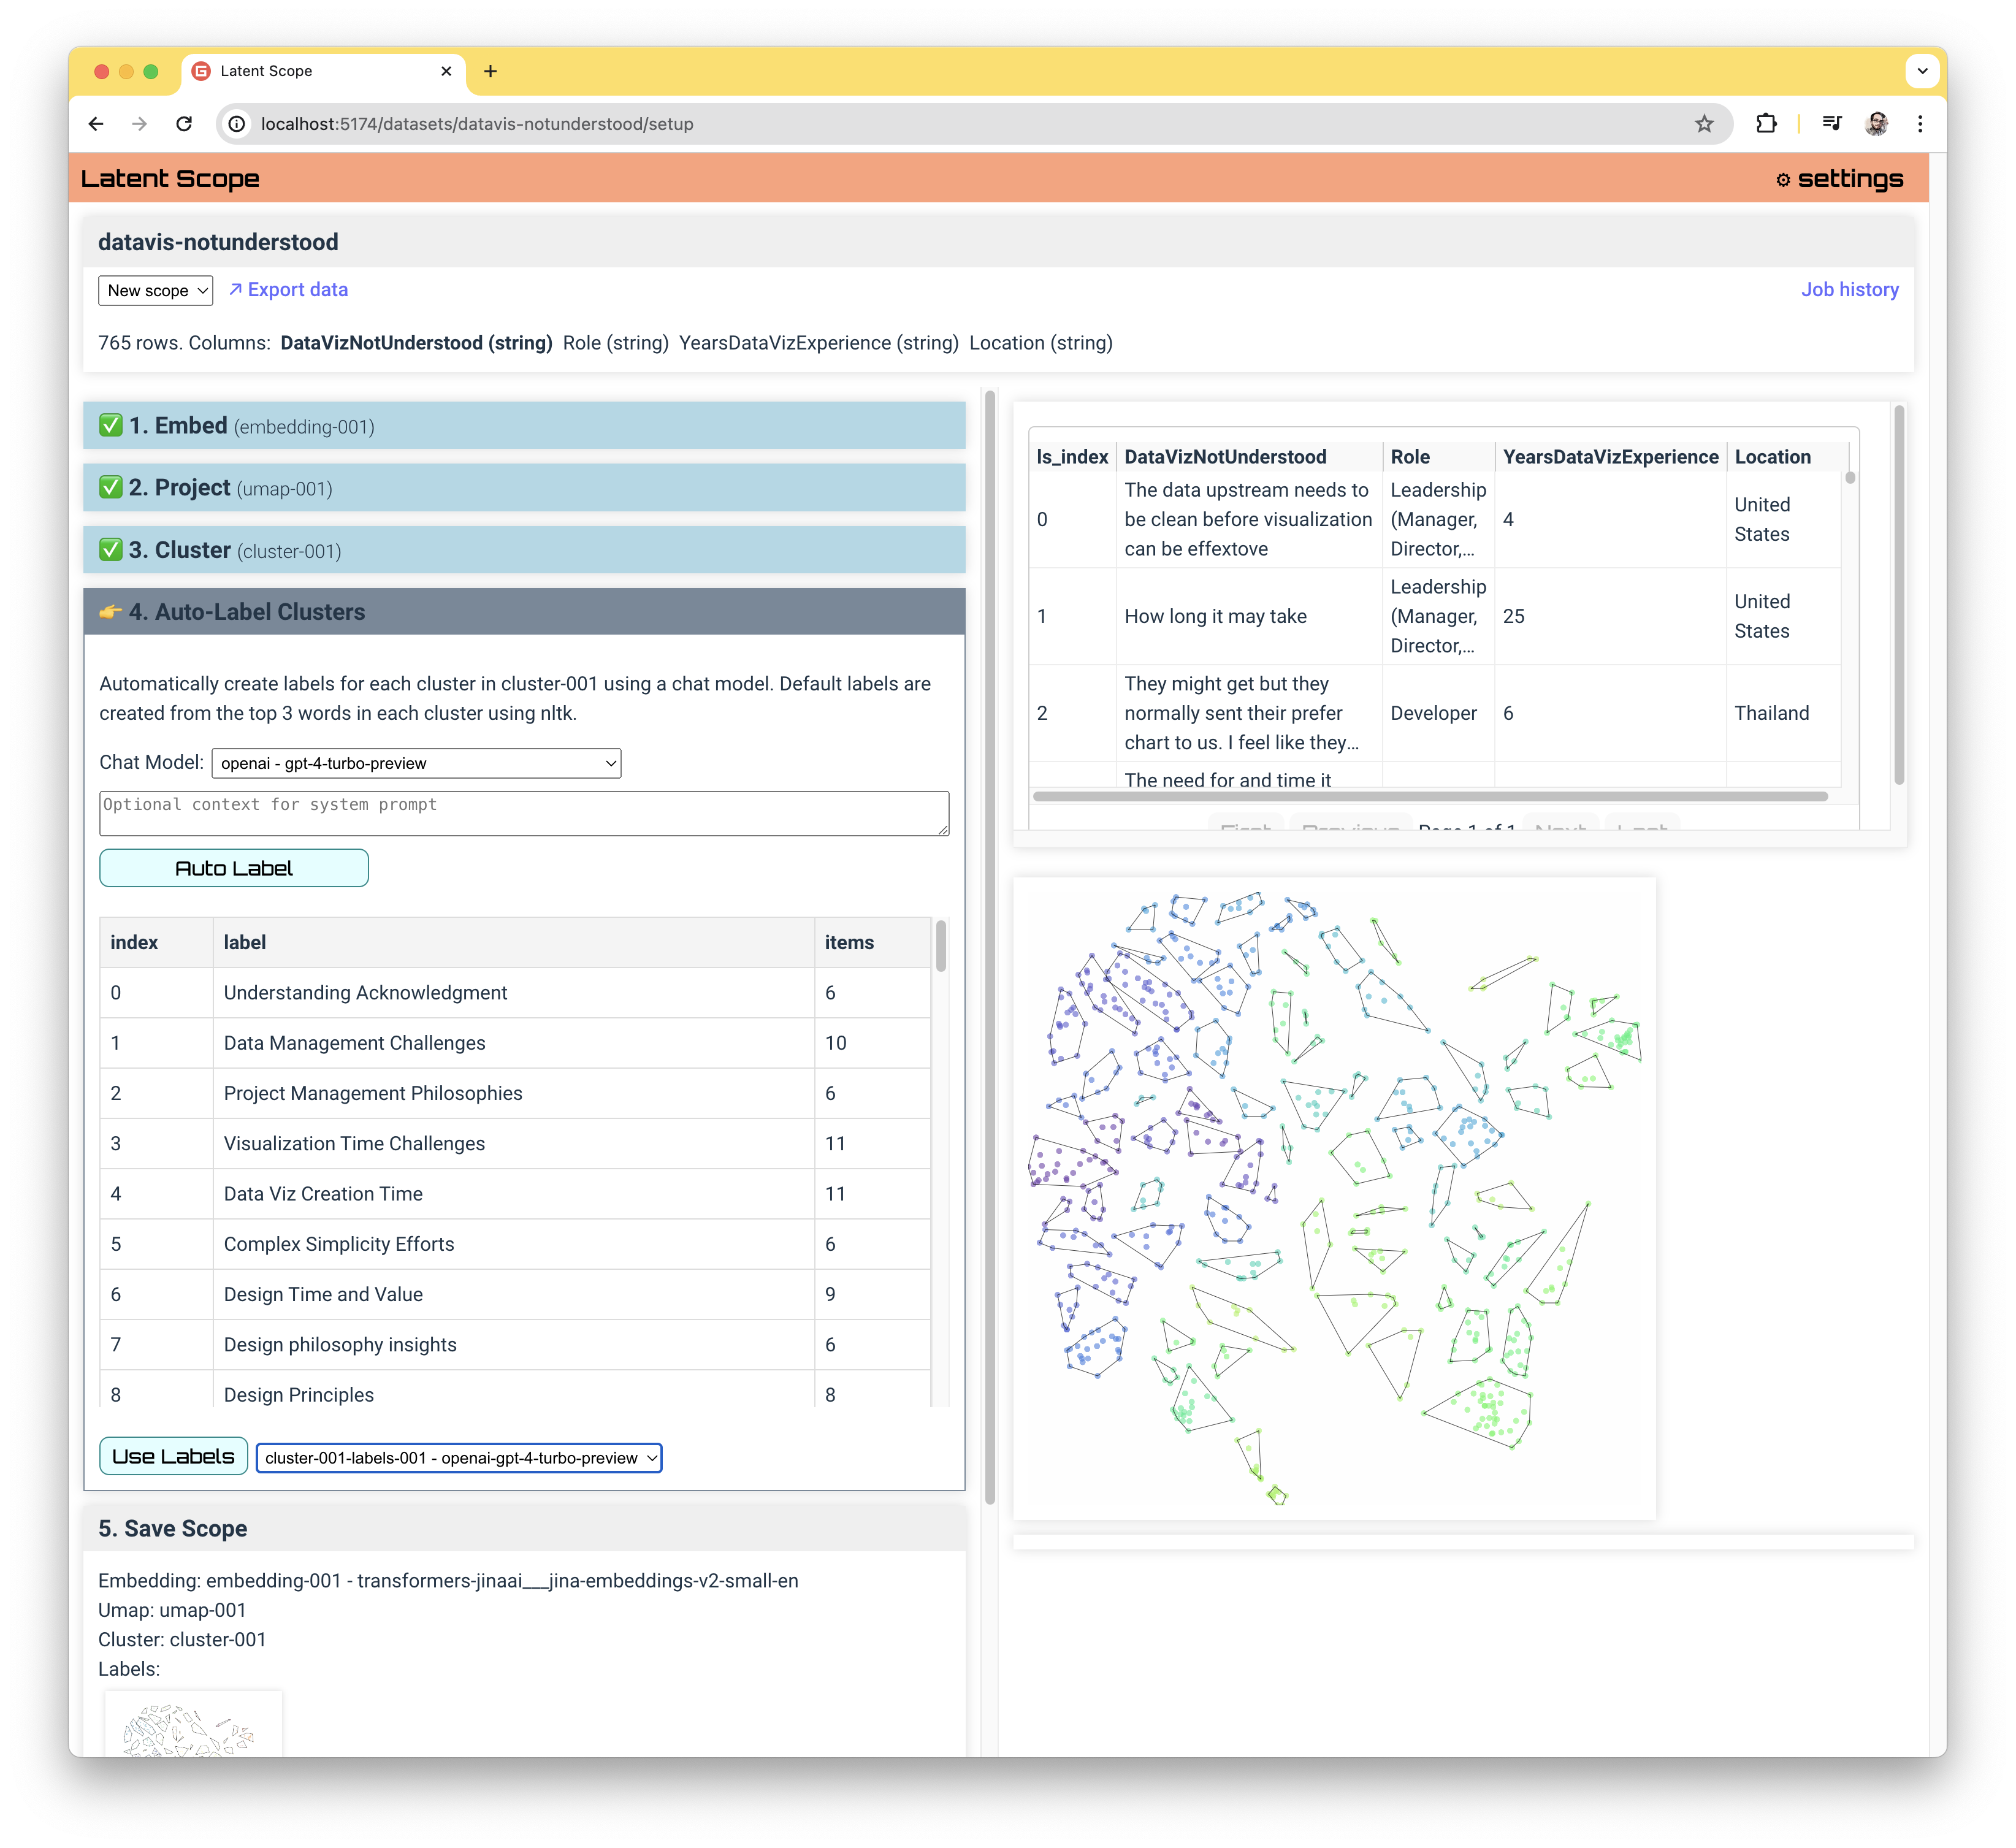 Latent Scope
localhost:5174/datasets/datavis-notunderstood/setup
Latent Scope
settings
datavis-notunderstood
New scope
Export data
Job history
765 rows. Columns: DataVizNotUnderstood (string) Role (string) YearsDataVizExperience (string) Location (string)
1. Embed (embedding-001)
2. Project (umap-001)
3. Cluster (cluster-001)
4. Auto-Label Clusters
Automatically create labels for each cluster in cluster-001 using a chat model. Default labels are
created from the top 3 words in each cluster using nltk.
Chat Model: openai - gpt-4-turbo-preview
Optional context for system prompt
Auto Label
index label items
0 Understanding Acknowledgment 6
1 Data Management Challenges 10
2 Project Management Philosophies 6
3 Visualization Time Challenges 11
4 Data Viz Creation Time 11
5 Complex Simplicity Efforts 6
6 Design Time and Value 9
7 Design philosophy insights 6
8 Design Principles 8
Use Labels cluster-001-labels-001 - openai-gpt-4-turbo-preview
5. Save Scope
Embedding: embedding-001 - transformers-jinaai___jina-embeddings-v2-small-en
Umap: umap-001
Cluster: cluster-001
Labels:
ls_index DataVizNotUnderstood Role YearsDataVizExperience Location
0
The data upstream needs to
be clean before visualization
can be effextove
Leadership
(Manager,
Director,...
4
United
States
1
How long it may take
Leadership
(Manager,
Director,...
25
United
States
2
They might get but they
normally sent their prefer
chart to us. I feel like they...
Developer
6
Thailand
The need for and time it
First Previous Page 1 of 1 Next Last